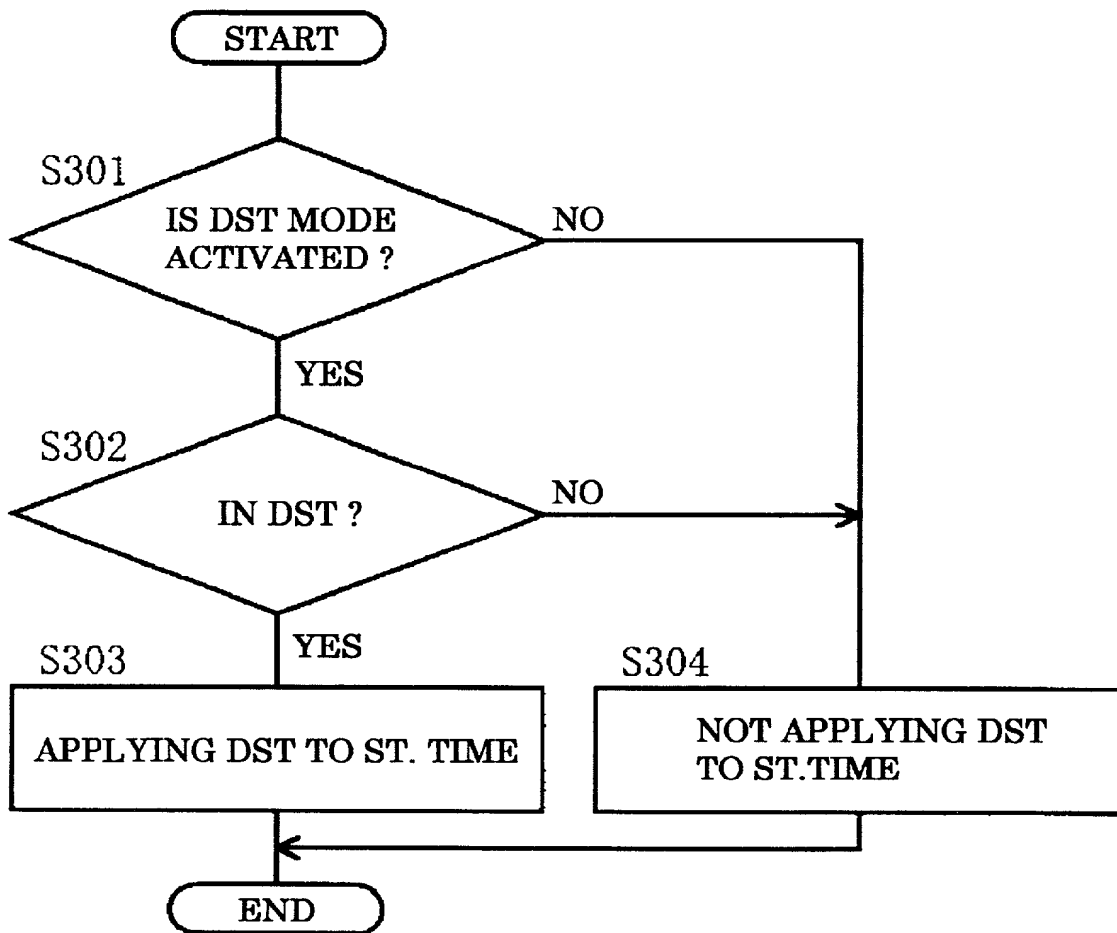 START
S301
IS DST MODE
ACTIVATED ?
NO
YES
S302
IN DST ?
NO
YES
S303
APPLYING DST TO ST. TIME
S304
NOT APPLYING DST
TO ST.TIME
END